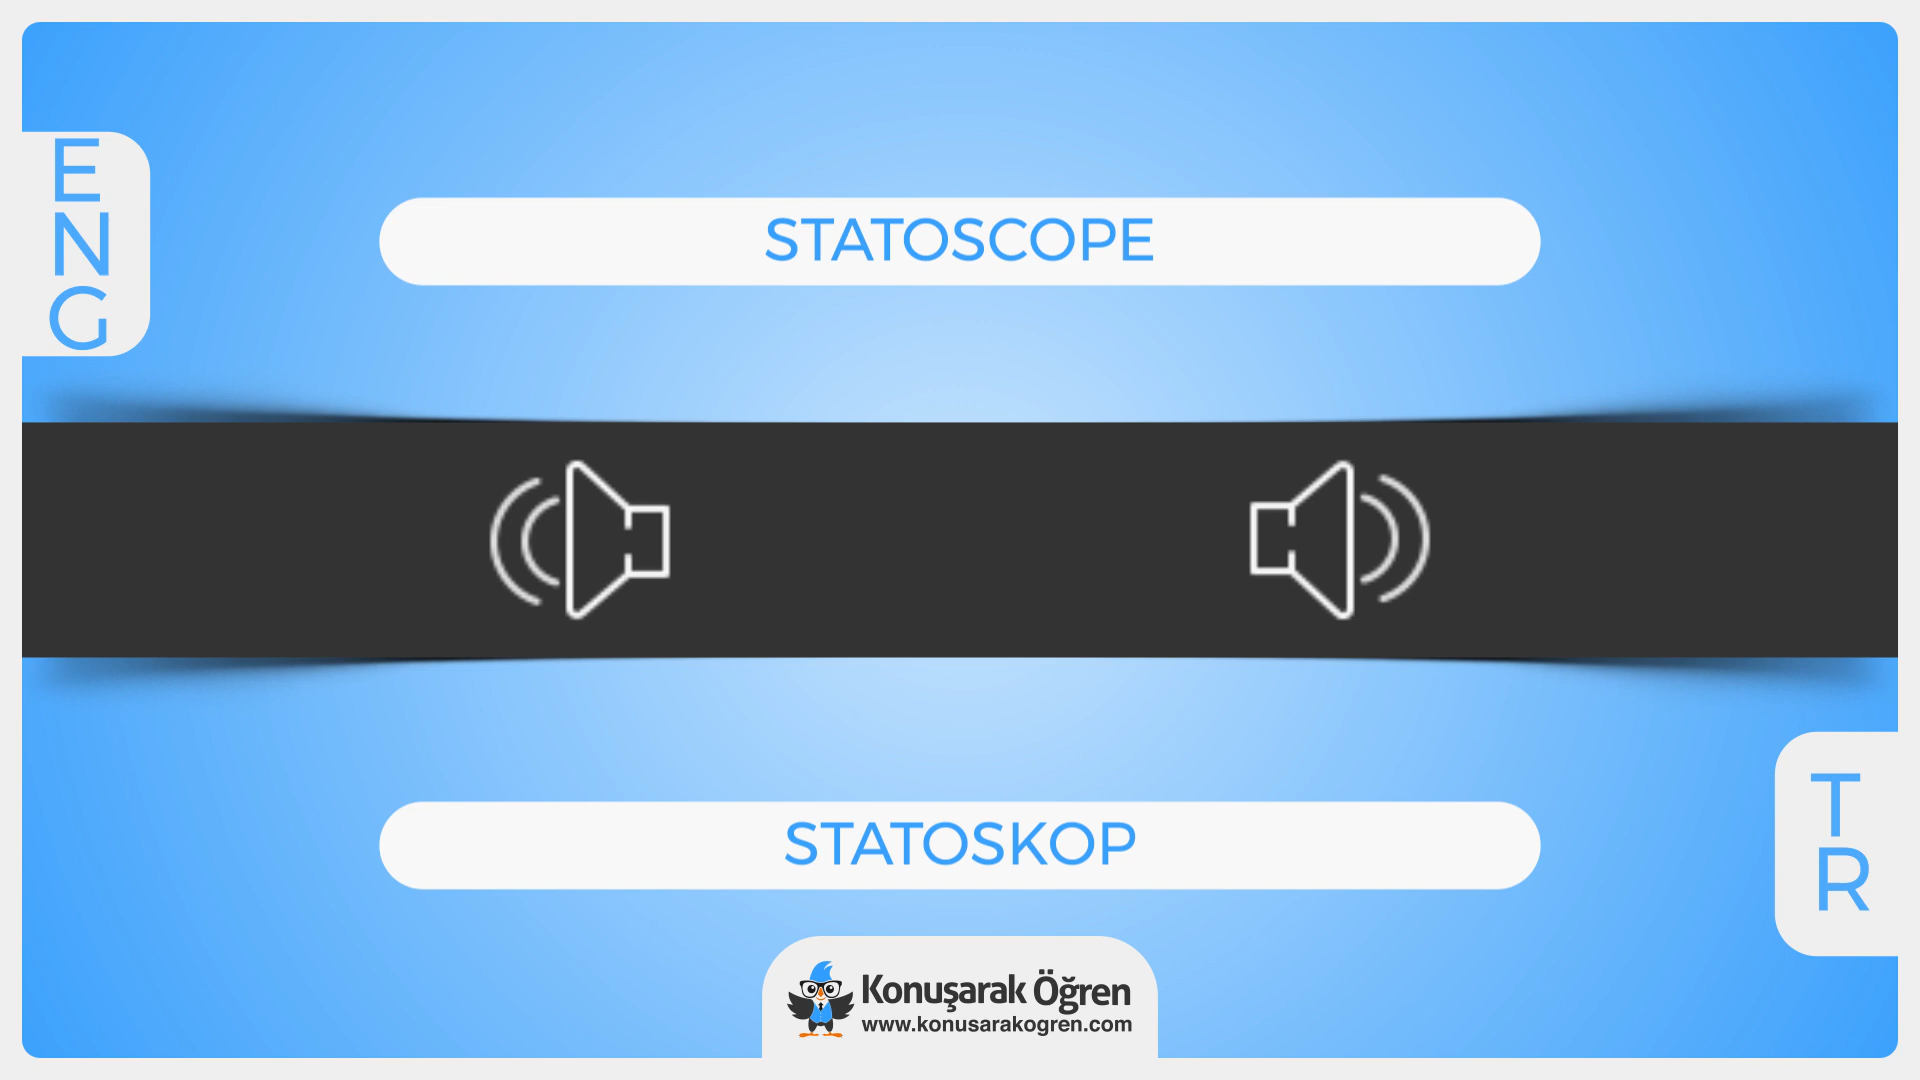 ENG
STATOSCOPE
STATOSKOP
TR
Konuşarak Öğren
www.konusarakogren.com